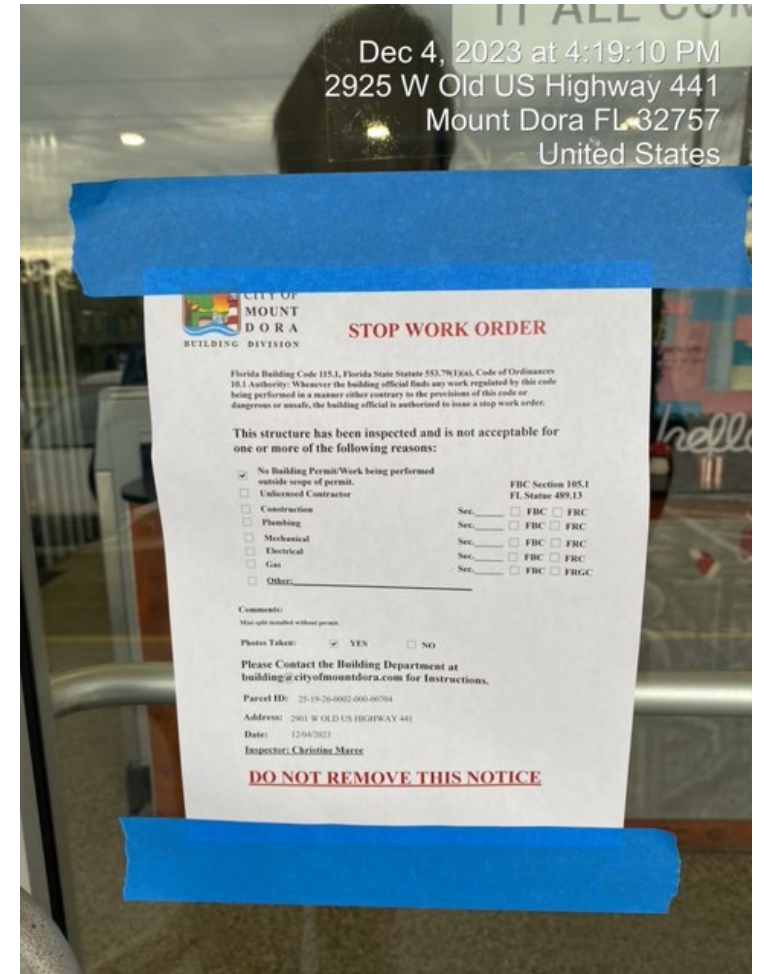 IT ALL COM
Dec 4, 2023 at 4:19:10 PM
2925 W Old US Highway 441
Mount Dora FL 32757
United States
CITY OF
MOUNT
DORA
BUILDING DIVISION
STOP WORK ORDER
Florida Building Code 115.1, Florida State Statute 553.79(1)(a), Code of Ordinances
10.1 Authority: Whenever the building official finds any work regulated by this code
being performed in a manner either contrary to the provisions of this code or
dangerous or unsafe, the building official is authorized to issue a stop work order.
This structure has been inspected and is not acceptable for
one or more of the following reasons:
No Building Permit/Work being performed
outside scope of permit. FBC Section 105.1
Unlicensed Contractor FL Statue 489.13
Construction Sec. FBC FRC
Plumbing Sec. FBC FRC
Mechanical Sec. FBC FRC
Electrical Sec. FBC FRC
Gas Sec. FBC FRGC
Other:
Comments:
Mini split installed without permit.
Photos Taken: YES NO
Please Contact the Building Department at
building@cityofmountdora.com for Instructions.
Parcel ID: 25-19-26-0002-000-00704
Address: 2901 W OLD US HIGHWAY 441
Date: 12/04/2023
Inspector: Christine Maree
DO NOT REMOVE THIS NOTICE
hello